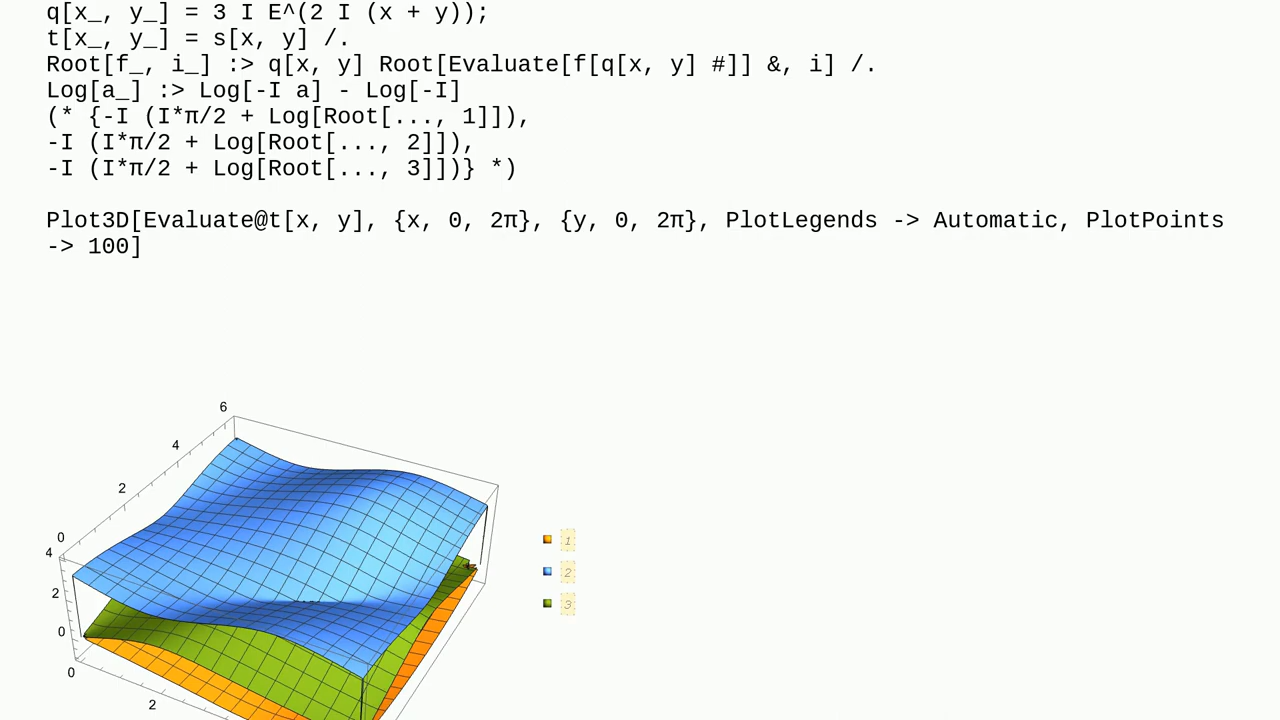 q[x_, y_] = 3 I E^(2 I (x + y));
t[x_, y_] = s[x, y] /.
Root[f_, i_] :> q[x, y] Root[Evaluate[f[q[x, y] #]] &, i] /.
Log[a_] :> Log[-I a] - Log[-I]
(* {-I (I*π/2 + Log[Root[..., 1]]),
-I (I*π/2 + Log[Root[..., 2]]),
-I (I*π/2 + Log[Root[..., 3]])} *)
Plot3D[Evaluate@t[x, y], {x, 0, 2π}, {y, 0, 2π}, PlotLegends -> Automatic, PlotPoints
-> 100]
6
4
2
0
4
2
0
0
2
1
2
3